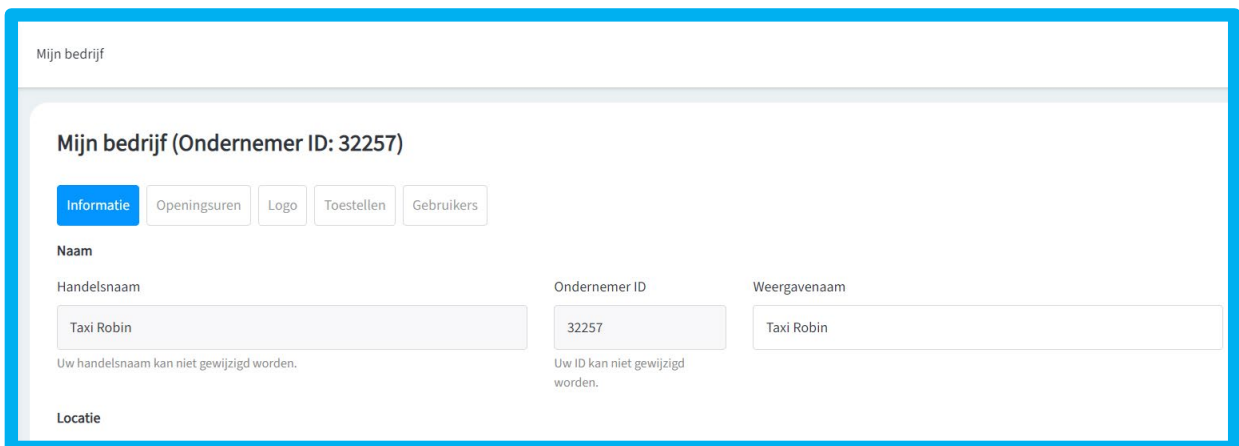 Mijn bedrijf
Mijn bedrijf (Ondernemer ID: 32257)
Informatie Openingsuren Logo Toestellen Gebruikers
Naam
Handelsnaam Ondernemer ID Weergavenaam
Taxi Robin 32257 Taxi Robin
Uw handelsnaam kan niet gewijzigd worden. Uw ID kan niet gewijzigd
worden.
Locatie